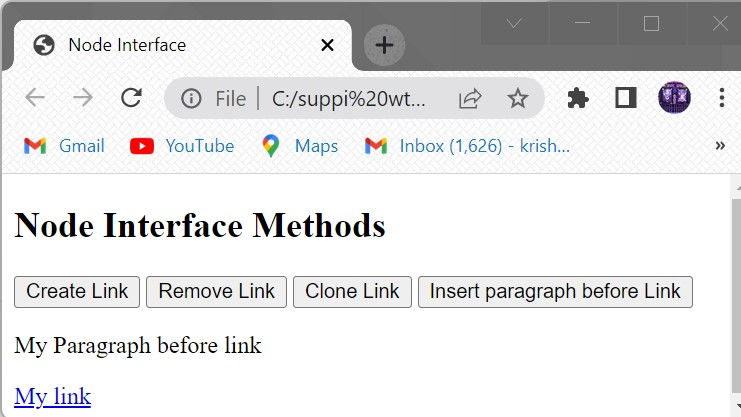 Node Interface
File | C:/suppi%20wt...
Gmail YouTube Maps Inbox (1,626) - krish... »
Node Interface Methods
Create Link Remove Link Clone Link Insert paragraph before Link
My Paragraph before link
My link